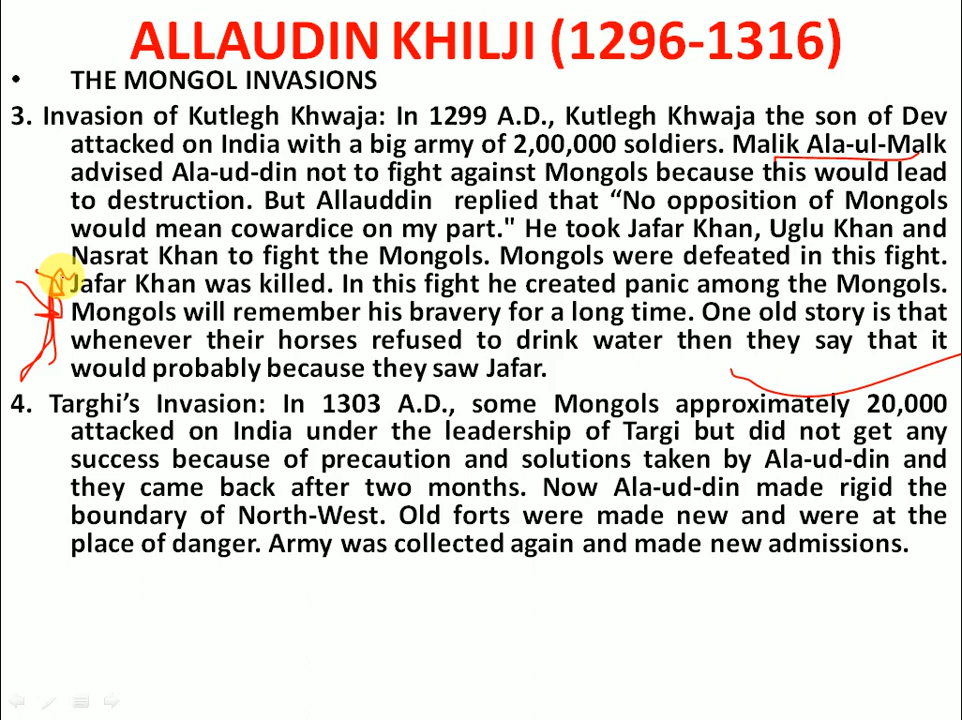 ALLAUDIN KHILJI (1296-1316)
• THE MONGOL INVASIONS
3. Invasion of Kutlegh Khwaja: In 1299 A.D., Kutlegh Khwaja the son of Dev
attacked on India with a big army of 2,00,000 soldiers. Malik Ala-ul-Malk
advised Ala-ud-din not to fight against Mongols because this would lead
to destruction. But Allauddin replied that “No opposition of Mongols
would mean cowardice on my part." He took Jafar Khan, Uglu Khan and
Nasrat Khan to fight the Mongols. Mongols were defeated in this fight.
Jafar Khan was killed. In this fight he created panic among the Mongols.
Mongols will remember his bravery for a long time. One old story is that
whenever their horses refused to drink water then they say that it
would probably because they saw Jafar.
4. Targhi’s Invasion: In 1303 A.D., some Mongols approximately 20,000
attacked on India under the leadership of Targi but did not get any
success because of precaution and solutions taken by Ala-ud-din and
they came back after two months. Now Ala-ud-din made rigid the
boundary of North-West. Old forts were made new and were at the
place of danger. Army was collected again and made new admissions.